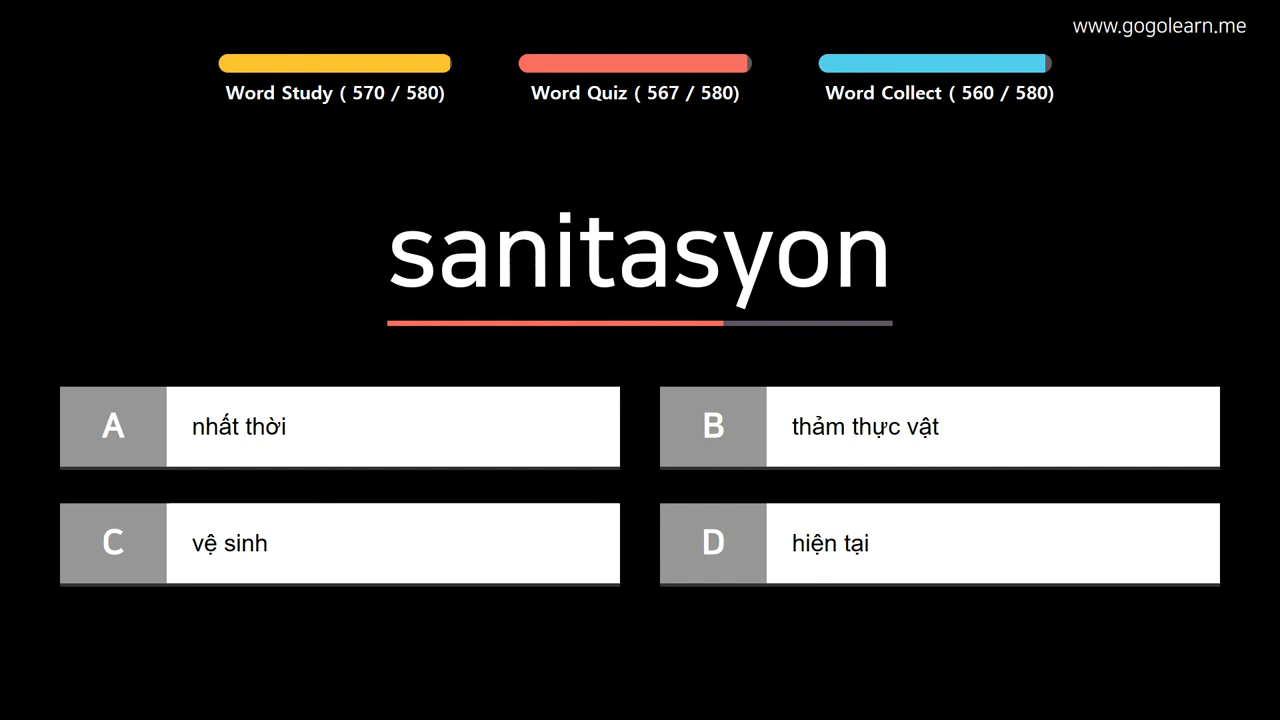 www.gogolearn.me
Word Study ( 570 / 580)
Word Quiz ( 567 / 580)
Word Collect ( 560 / 580)
sanitasyon
A
nhất thời
B
thảm thực vật
C
vệ sinh
D
hiện tại